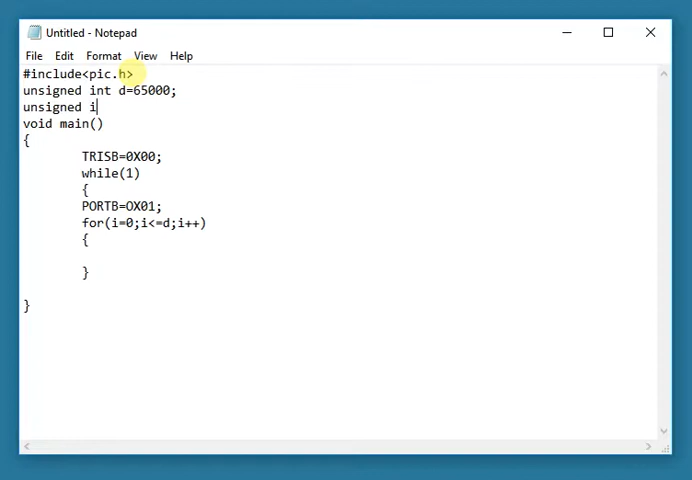 Untitled - Notepad
File Edit Format View Help
#include<pic.h>
unsigned int d=65000;
unsigned i
void main()
{
TRISB=0X00;
while(1)
{
PORTB=OX01;
for(i=0;i<=d;i++)
{
}
}